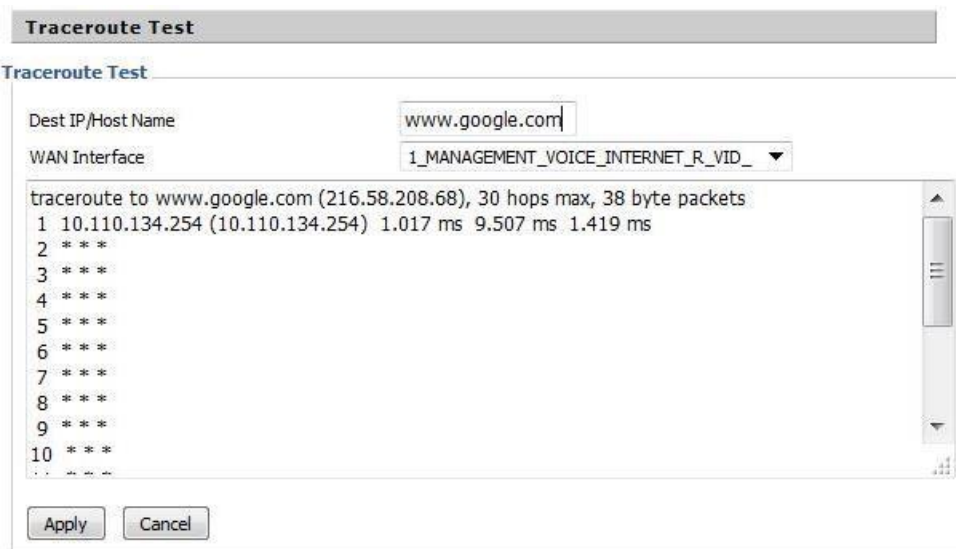 Traceroute Test
Traceroute Test
Dest IP/Host Name www.google.com
WAN Interface 1_MANAGEMENT_VOICE_INTERNET_R_VID_
traceroute to www.google.com (216.58.208.68), 30 hops max, 38 byte packets
1 10.110.134.254 (10.110.134.254) 1.017 ms 9.507 ms 1.419 ms
2 * * *
3 * * *
4 * * *
5 * * *
6 * * *
7 * * *
8 * * *
9 * * *
10 * * *
Apply Cancel